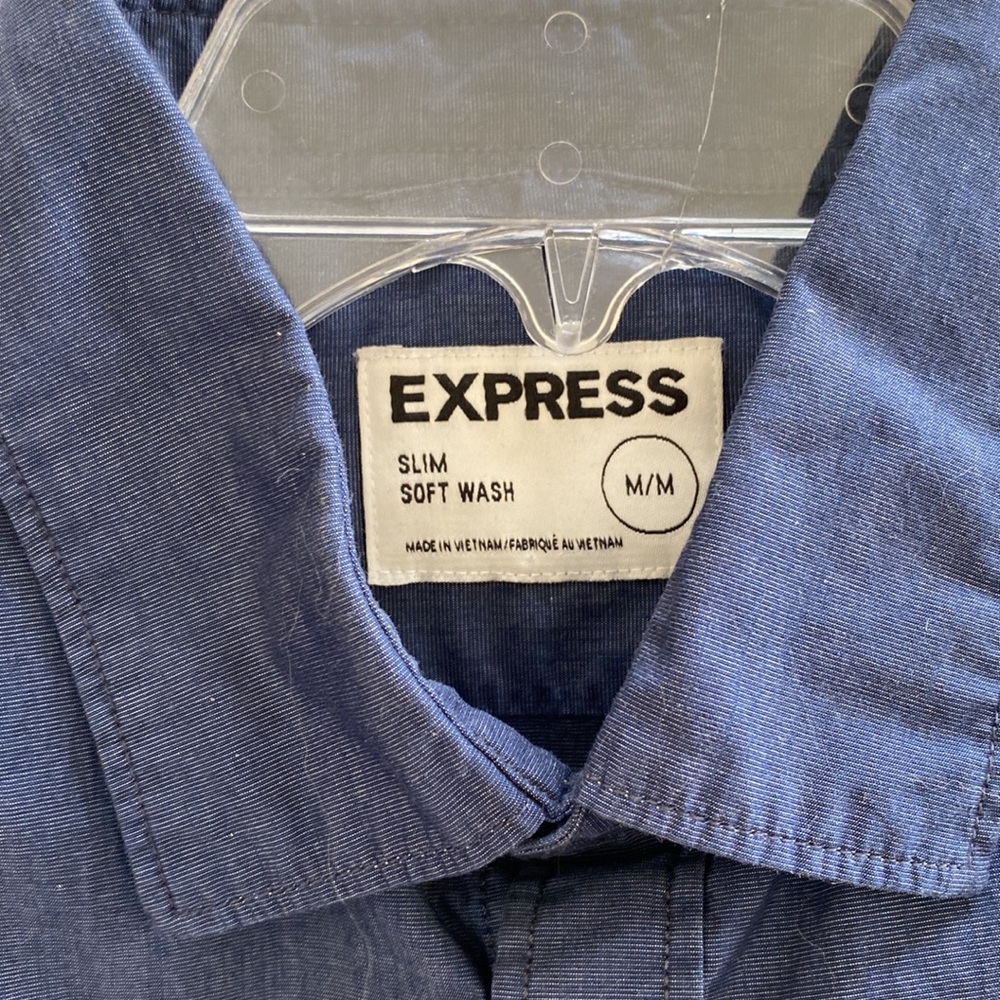 EXPRESS
SLIM
SOFT WASH
M/M
MADE IN VIETNAM/FABRIQUÉ AU VIETNAM